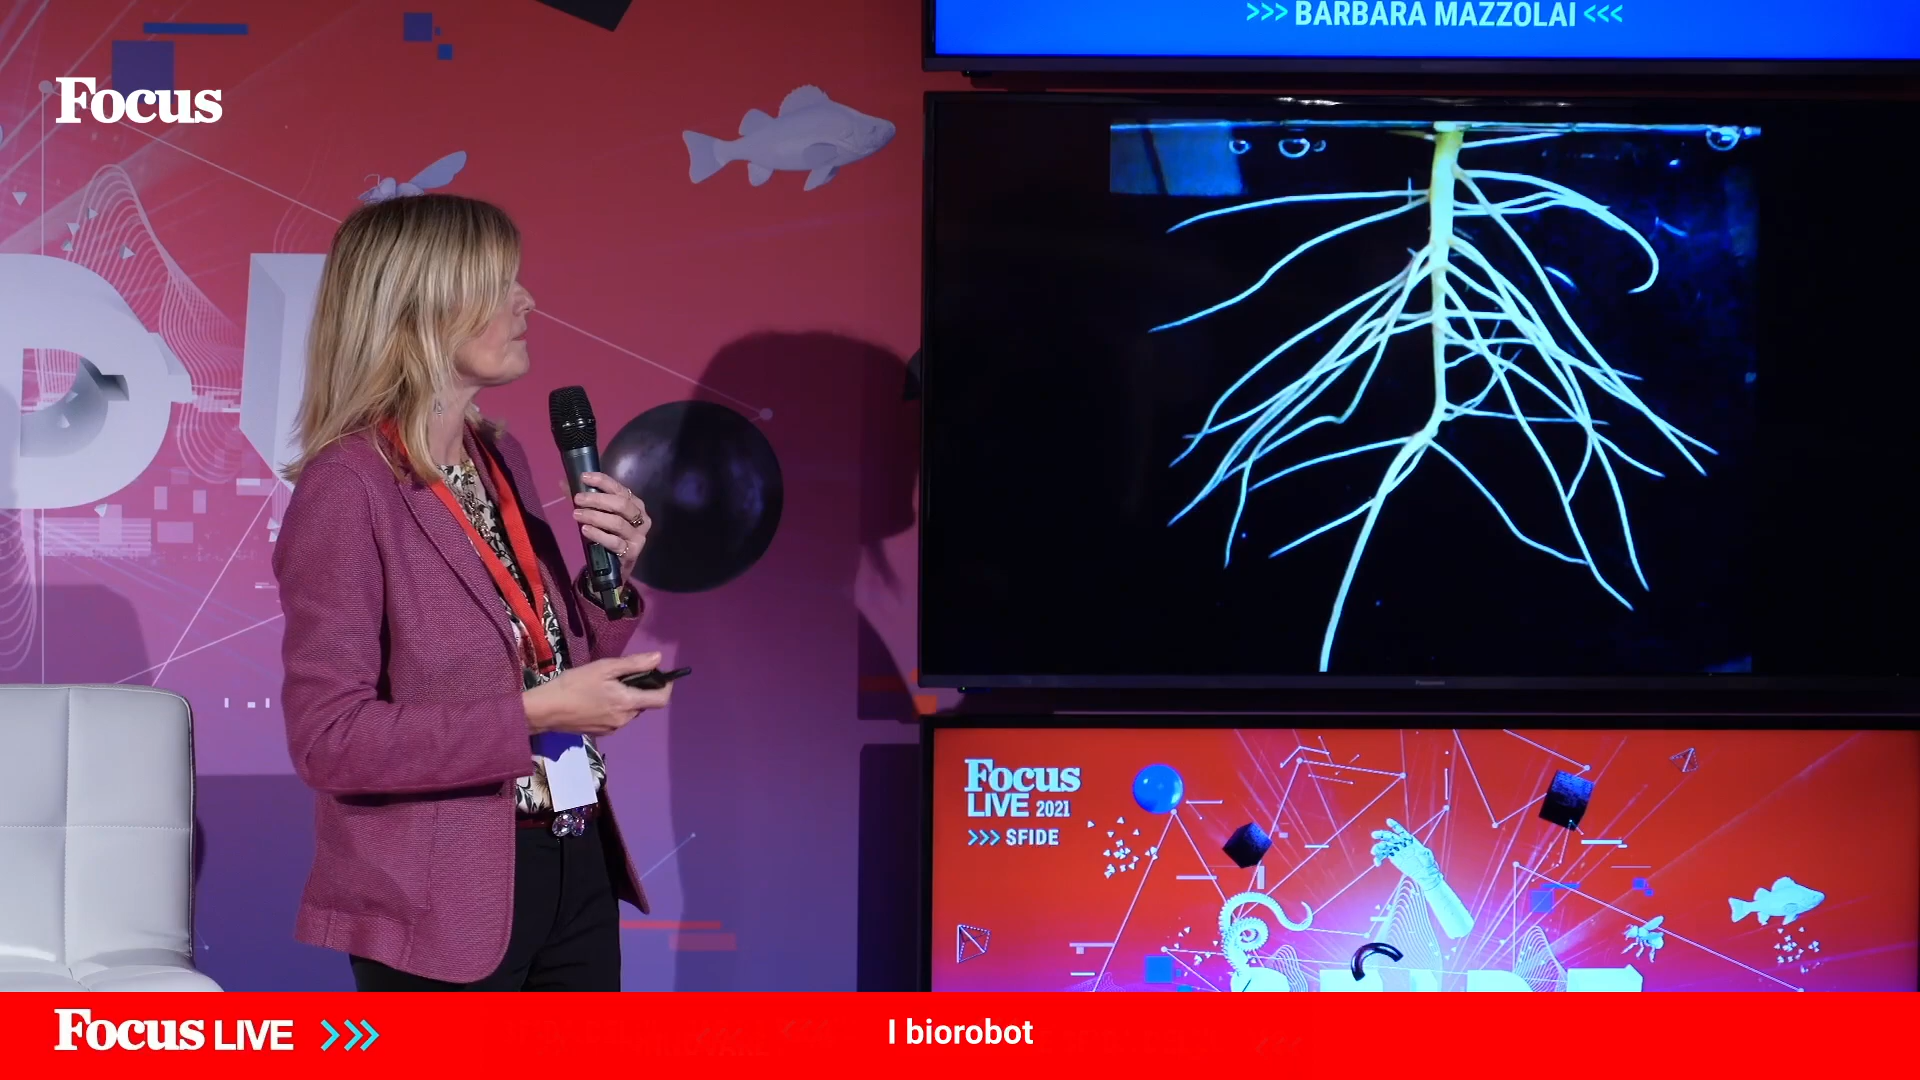 >>> BARBARA MAZZOLAI <<<
Focus
Focus
LIVE 2021
>>> SFIDE
Focus LIVE >>>
I biorobot